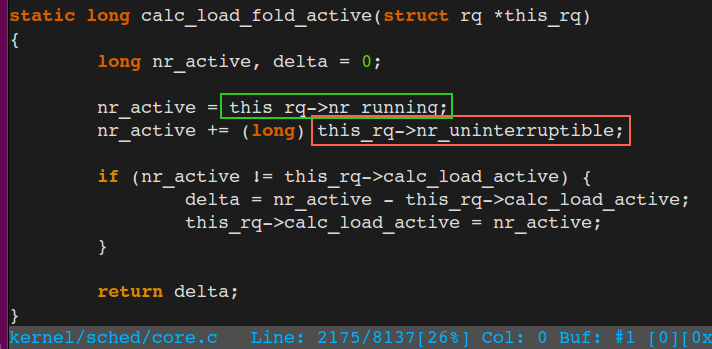 static long calc_load_fold_active(struct rq *this_rq)
{
        long nr_active, delta = 0;

        nr_active = this_rq->nr_running;
        nr_active += (long) this_rq->nr_uninterruptible;

        if (nr_active != this_rq->calc_load_active) {
                delta = nr_active - this_rq->calc_load_active;
                this_rq->calc_load_active = nr_active;
        }

        return delta;
}
kernel/sched/core.c   Line: 2175/8137[26%] Col: 0 Buf: #1 [0][0x